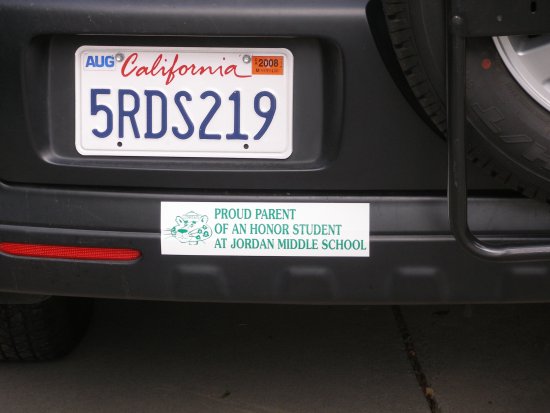 AUG California 2008
5RDS219
PROUD PARENT
OF AN HONOR STUDENT
AT JORDAN MIDDLE SCHOOL